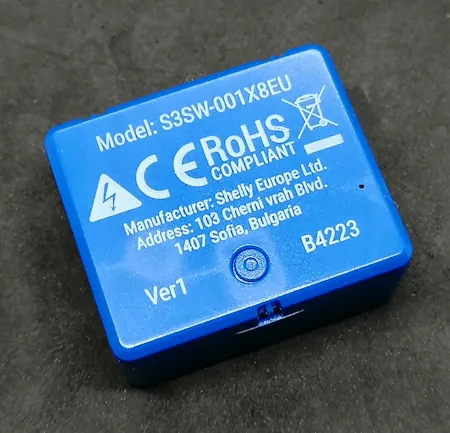 Model: S3SW-001X8EU
CE RoHS
COMPLIANT
Manufacturer: Shelly Europe Ltd.
Address: 103 Cherni vrah Blvd.
1407 Sofia, Bulgaria
Ver1 B4223